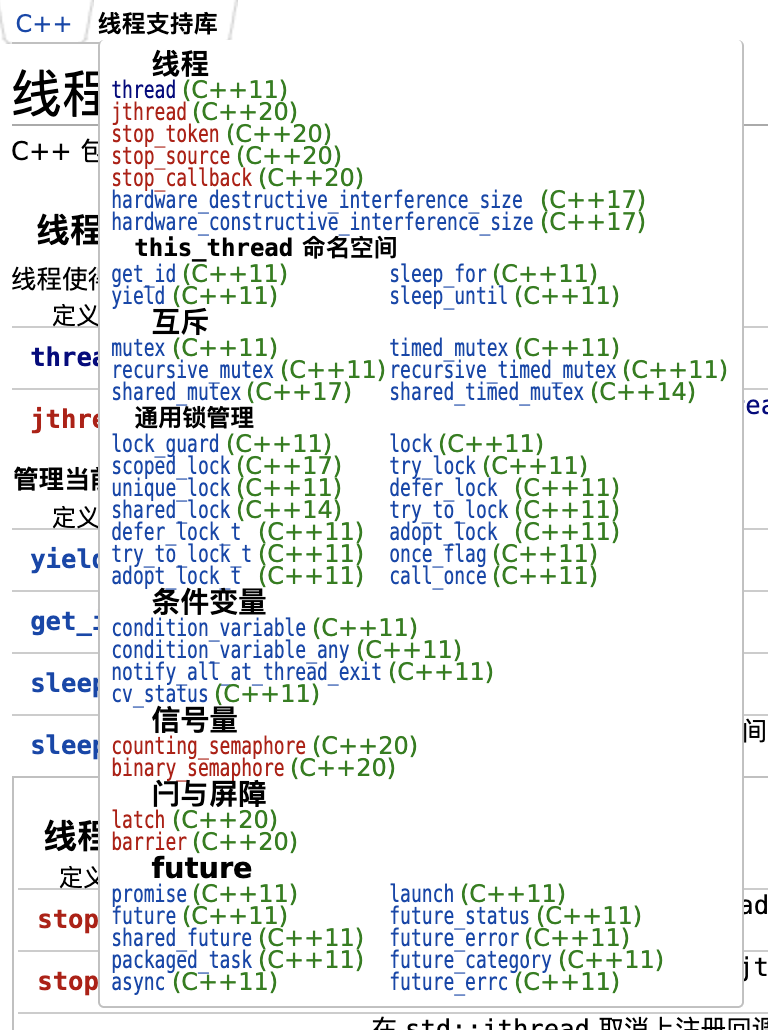 C++ 线程支持库
线程
C++ 包
线程
线程使得
定义
threa
jthre
管理当前
定义
yield
get_i
sleep
sleep
线程
定义
stop
stop
线程
thread (C++11)
jthread (C++20)
stop_token (C++20)
stop_source (C++20)
stop_callback (C++20)
hardware_destructive_interference_size (C++17)
hardware_constructive_interference_size (C++17)
this_thread 命名空间
get_id (C++11) sleep_for (C++11)
yield (C++11) sleep_until (C++11)
互斥
mutex (C++11) timed_mutex (C++11)
recursive_mutex (C++11) recursive_timed_mutex (C++11)
shared_mutex (C++17) shared_timed_mutex (C++14)
通用锁管理
lock_guard (C++11) lock (C++11)
scoped_lock (C++17) try_lock (C++11)
unique_lock (C++11) defer_lock (C++11)
shared_lock (C++14) try_to_lock (C++11)
defer_lock_t (C++11) adopt_lock (C++11)
try_to_lock_t (C++11) once_flag (C++11)
adopt_lock_t (C++11) call_once (C++11)
条件变量
condition_variable (C++11)
condition_variable_any (C++11)
notify_all_at_thread_exit (C++11)
cv_status (C++11)
信号量
counting_semaphore (C++20)
binary_semaphore (C++20)
闩与屏障
latch (C++20)
barrier (C++20)
future
promise (C++11) launch (C++11)
future (C++11) future_status (C++11)
shared_future (C++11) future_error (C++11)
packaged_task (C++11) future_category (C++11)
async (C++11) future_errc (C++11)
间
ad
jt
在 std::jthread 取消上注册回调